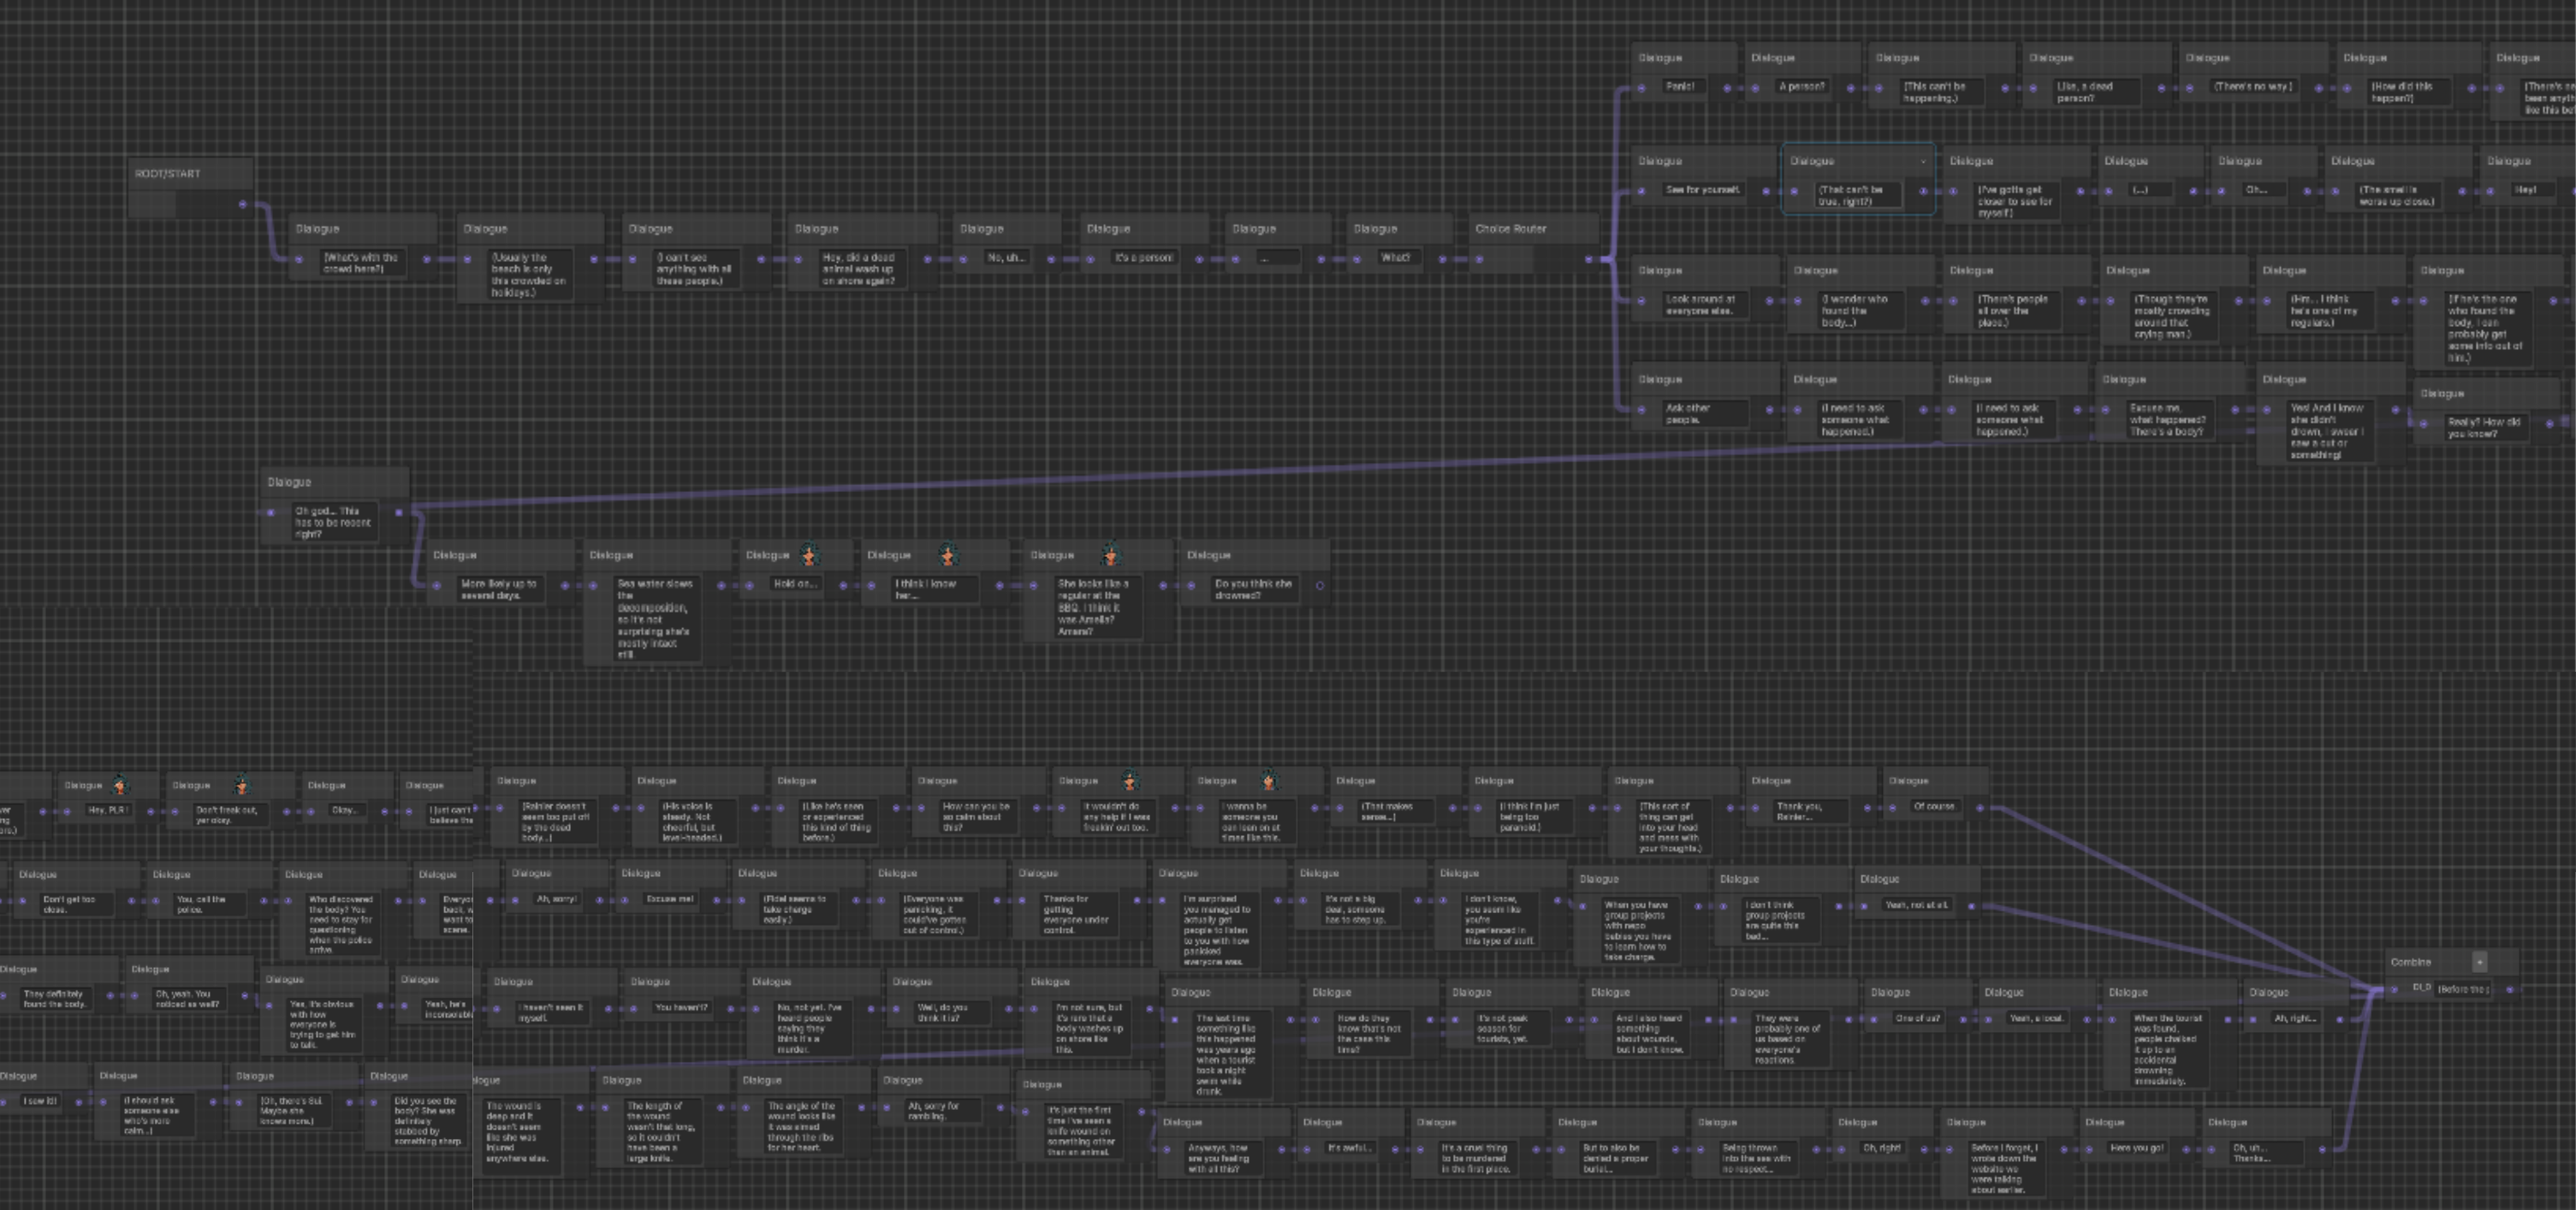 ROOT/START
Dialogue
(What's with the
crowd here?)
Dialogue
(Usually the
beach is only
this crowded on
holidays.)
Dialogue
(I can't see
anything with all
these people.)
Dialogue
Hey, did a dead
animal wash up
on shore again?
Dialogue
No, uh...
Dialogue
It's a person!
Dialogue
...
Dialogue
What?
Choice Router
Dialogue
Panic!
Dialogue
A person?
Dialogue
(This can't be
happening.)
Dialogue
Like, a dead
person?
Dialogue
(There's no way.)
Dialogue
(How did this
happen?)
Dialogue
(There's ne
been anyth
like this be
Dialogue
See for yourself.
Dialogue
(That can't be
true, right?)
Dialogue
(I've gotta get
closer to see for
myself.)
Dialogue
(...)
Dialogue
Oh...
Dialogue
(The smell is
worse up close.)
Dialogue
Hey!
Dialogue
Look around at
everyone else.
Dialogue
(I wonder who
found the
body...)
Dialogue
(There's people
all over the
place.)
Dialogue
(Though they're
mostly crowding
around that
crying man.)
Dialogue
(Hm.. I think
he's one of my
regulars.)
Dialogue
(If he's the one
who found the
body, I can
probably get
some info out of
him.)
Dialogue
Ask other
people.
Dialogue
(I need to ask
someone what
happened.)
Dialogue
(I need to ask
someone what
happened.)
Dialogue
Excuse me,
what happened?
There's a body?
Dialogue
Yes! And I know
she didn't
drown, I swear I
saw a cut or
something!
Dialogue
Really? How did
you know?
Dialogue
Oh god... This
has to be recent
right?
Dialogue
More likely up to
several days.
Dialogue
Sea water slows
the
decomposition,
so it's not
surprising she's
mostly intact
still.
Dialogue
Hold on...
Dialogue
I think I know
her...
Dialogue
She looks like a
regular at the
BBQ. I think it
was Amelia?
Amara?
Dialogue
Do you think she
drowned?
ver
ng
ore.)
Dialogue
Hey, PLR!
Dialogue
Don't freak out,
yer okay.
Dialogue
Okay...
Dialogue
I just can't
believe the
Dialogue
(Rainier doesn't
seem too put off
by the dead
body...)
Dialogue
(His voice is
steady. Not
cheerful, but
level-headed.)
Dialogue
(Like he's seen
or experienced
this kind of thing
before.)
Dialogue
How can you be
so calm about
this?
Dialogue
It wouldn't do
any help if I was
freakin' out too.
Dialogue
I wanna be
someone you
can lean on at
times like this.
Dialogue
(That makes
sense...)
Dialogue
(I think I'm just
being too
paranoid.)
Dialogue
(This sort of
thing can get
into your head
and mess with
your thoughts.)
Dialogue
Thank you,
Rainier...
Dialogue
Of course.
Dialogue
Don't get too
close.
Dialogue
You, call the
police.
Dialogue
Who discovered
the body? You
need to stay for
questioning
when the police
arrive.
Dialogue
Everyo
back, w
want to
scene.
Dialogue
Ah, sorry!
Dialogue
Excuse me!
Dialogue
(Fidel seems to
take charge
easily.)
Dialogue
(Everyone was
panicking, it
could've gotten
out of control.)
Dialogue
Thanks for
getting
everyone under
control.
Dialogue
I'm surprised
you managed to
actually get
people to listen
to you with how
panicked
everyone was.
Dialogue
It's not a big
deal, someone
has to step up.
Dialogue
I don't know,
you seem like
you're
experienced in
this type of stuff.
Dialogue
When you have
group projects
with nepo
babies you have
to learn how to
take charge.
Dialogue
I don't think
group projects
are quite this
bad...
Dialogue
Yeah, not at all.
Dialogue
They definitely
found the body.
Dialogue
Oh, yeah. You
noticed as well?
Dialogue
Yes, it's obvious
with how
everyone is
trying to get him
to talk.
Dialogue
Yeah, he's
inconsolable
Dialogue
I haven't seen it
myself.
Dialogue
You haven't?
Dialogue
No, not yet. I've
heard people
saying they
think it's a
murder.
Dialogue
Well, do you
think it is?
Dialogue
I'm not sure, but
it's rare that a
body washes up
on shore like
this.
Dialogue
The last time
something like
this happened
was years ago
when a tourist
took a night
swim while
drunk.
Dialogue
How do they
know that's not
the case this
time?
Dialogue
It's not peak
season for
tourists, yet.
Dialogue
And I also heard
something
about wounds,
but I don't know.
Dialogue
They were
probably one of
us based on
everyone's
reactions.
Dialogue
One of us?
Dialogue
Yeah, a local.
Dialogue
When the tourist
was found,
people chalked
it up to an
accidental
drowning
immediately.
Dialogue
Ah, right...
Combine
+
DI_D
(Before the p
Dialogue
I saw it!
Dialogue
(I should ask
someone else
who's more
calm...)
Dialogue
(Oh, there's Sul.
Maybe she
knows more.)
Dialogue
Did you see the
body? She was
definitely
stabbed by
something sharp.
alogue
The wound is
deep and it
doesn't seem
like she was
injured
anywhere else.
Dialogue
The length of
the wound
wasn't that long,
so it couldn't
have been a
large knife.
Dialogue
The angle of the
wound looks like
it was aimed
through the ribs
for her heart.
Dialogue
Ah, sorry for
rambling.
Dialogue
It's just the first
time I've seen a
knife wound on
something other
than an animal.
Dialogue
Anyways, how
are you feeling
with all this?
Dialogue
It's awful...
Dialogue
It's a cruel thing
to be murdered
in the first place.
Dialogue
But to also be
denied a proper
burial...
Dialogue
Being thrown
into the sea with
no respect...
Dialogue
Oh, right!
Dialogue
Before I forget, I
wrote down the
website we
were talking
about earlier.
Dialogue
Here you go!
Dialogue
Oh, uh...
Thanks...